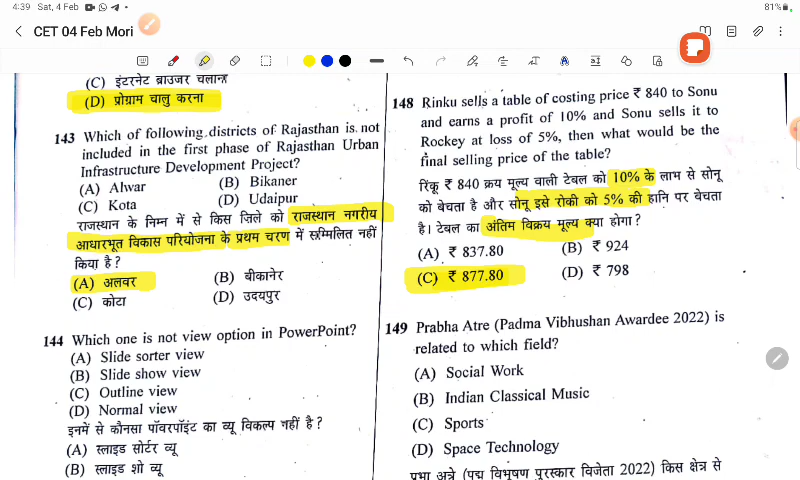 4:39 Sat, 4 Feb
81%
CET 04 Feb Mori
(C) इंटरनेट ब्राउजर चलाना
(D) प्रोग्राम चालु करना
143 Which of following districts of Rajasthan is not
included in the first phase of Rajasthan Urban
Infrastructure Development Project?
(A) Alwar
(B) Bikaner
(C) Kota
(D) Udaipur
राजस्थान के निम्न में से किस जिले को राजस्थान नगरीय
आधारभूत विकास परियोजना के प्रथम चरण में सम्मिलित नहीं
किया है ?
(A) अलवर
(B) बीकानेर
(C) कोटा
(D) उदयपुर
144 Which one is not view option in PowerPoint?
(A) Slide sorter view
(B) Slide show view
(C) Outline view
(D) Normal view
इनमें से कौनसा पॉवरपॉइंट का व्यू विकल्प नहीं है ?
(A) स्लाइड सोर्टर व्यू
(B) स्लाइड शो व्यू
148 Rinku sells a table of costing price ₹ 840 to Sonu
and earns a profit of 10% and Sonu sells it to
Rockey at loss of 5%, then what would be the
final selling price of the table?
रिंकू ₹ 840 क्रय मूल्य वाली टेबल को 10% के लाभ से सोनू
को बेचता है और सोनू इसे रोकी को 5% की हानि पर बेचता
है। टेबल का अंतिम विक्रय मूल्य क्या होगा ?
(A) ₹ 837.80
(B) ₹ 924
(C) ₹ 877.80
(D) ₹ 798
149 Prabha Atre (Padma Vibhushan Awardee 2022) is
related to which field?
(A) Social Work
(B) Indian Classical Music
(C) Sports
(D) Space Technology
प्रभा अत्रे (पद्म विभूषण पुरस्कार विजेता 2022) किस क्षेत्र से